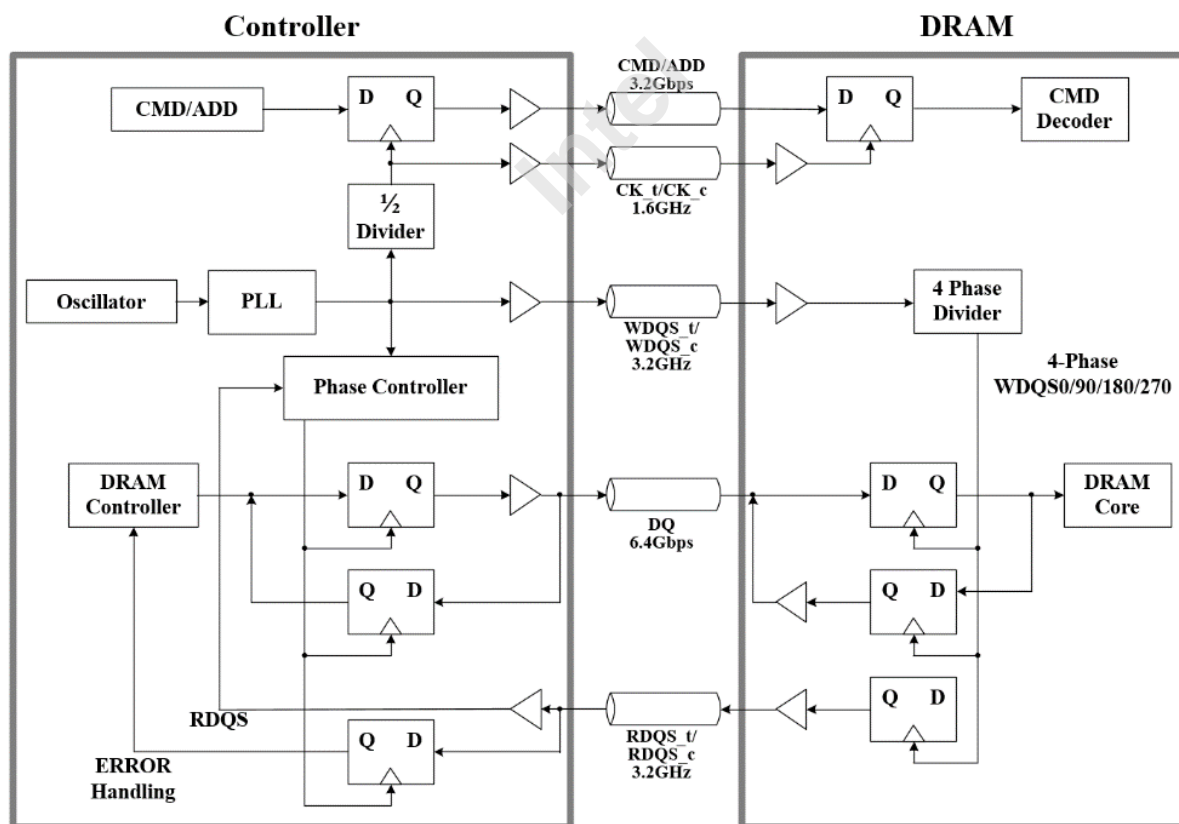 Controller
DRAM
CMD/ADD
D Q
CMD/ADD
3.2Gbps
D Q
CMD
Decoder
CK_t/CK_c
1.6GHz
½
Divider
Intel
Oscillator
PLL
WDQS_t/
WDQS_c
3.2GHz
4 Phase
Divider
Phase Controller
4-Phase
WDQS0/90/180/270
DRAM
Controller
D Q
DQ
6.4Gbps
D Q
DRAM
Core
Q D
Q D
RDQS
Q D
RDQS_t/
RDQS_c
3.2GHz
Q D
ERROR
Handling